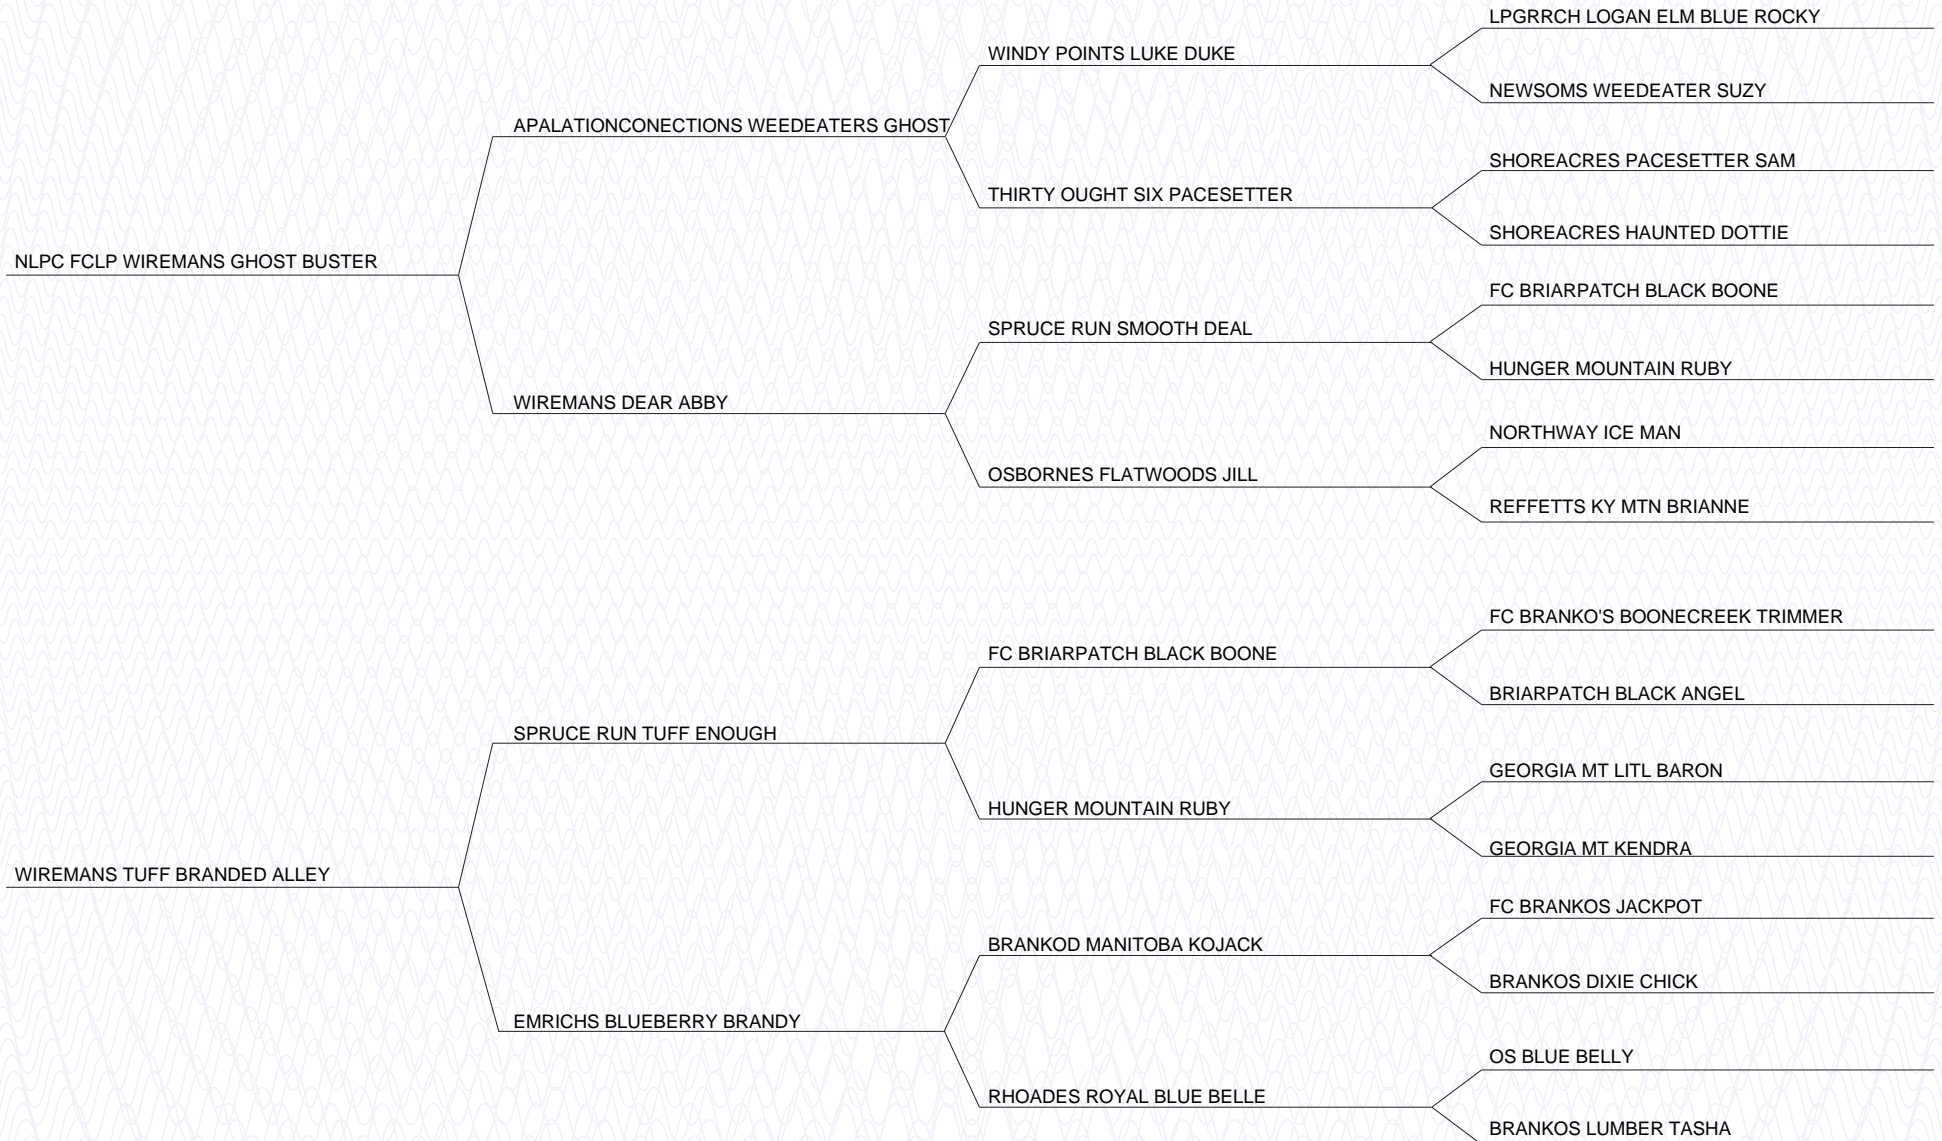 LPGRRCH LOGAN ELM BLUE ROCKY
WINDY POINTS LUKE DUKE
NEWSOMS WEEDEATER SUZY
APALATIONCONECTIONS WEEDEATERS GHOST
SHOREACRES PACESETTER SAM
THIRTY OUGHT SIX PACESETTER
SHOREACRES HAUNTED DOTTIE
NLPC FCLP WIREMANS GHOST BUSTER
FC BRIARPATCH BLACK BOONE
SPRUCE RUN SMOOTH DEAL
HUNGER MOUNTAIN RUBY
WIREMANS DEAR ABBY
NORTHWAY ICE MAN
OSBORNES FLATWOODS JILL
REFFETTS KY MTN BRIANNE
FC BRANKO'S BOONECREEK TRIMMER
FC BRIARPATCH BLACK BOONE
BRIARPATCH BLACK ANGEL
SPRUCE RUN TUFF ENOUGH
GEORGIA MT LITL BARON
HUNGER MOUNTAIN RUBY
GEORGIA MT KENDRA
WIREMANS TUFF BRANDED ALLEY
FC BRANKOS JACKPOT
BRANKOD MANITOBA KOJACK
BRANKOS DIXIE CHICK
EMRICHS BLUEBERRY BRANDY
OS BLUE BELLY
RHOADES ROYAL BLUE BELLE
BRANKOS LUMBER TASHA